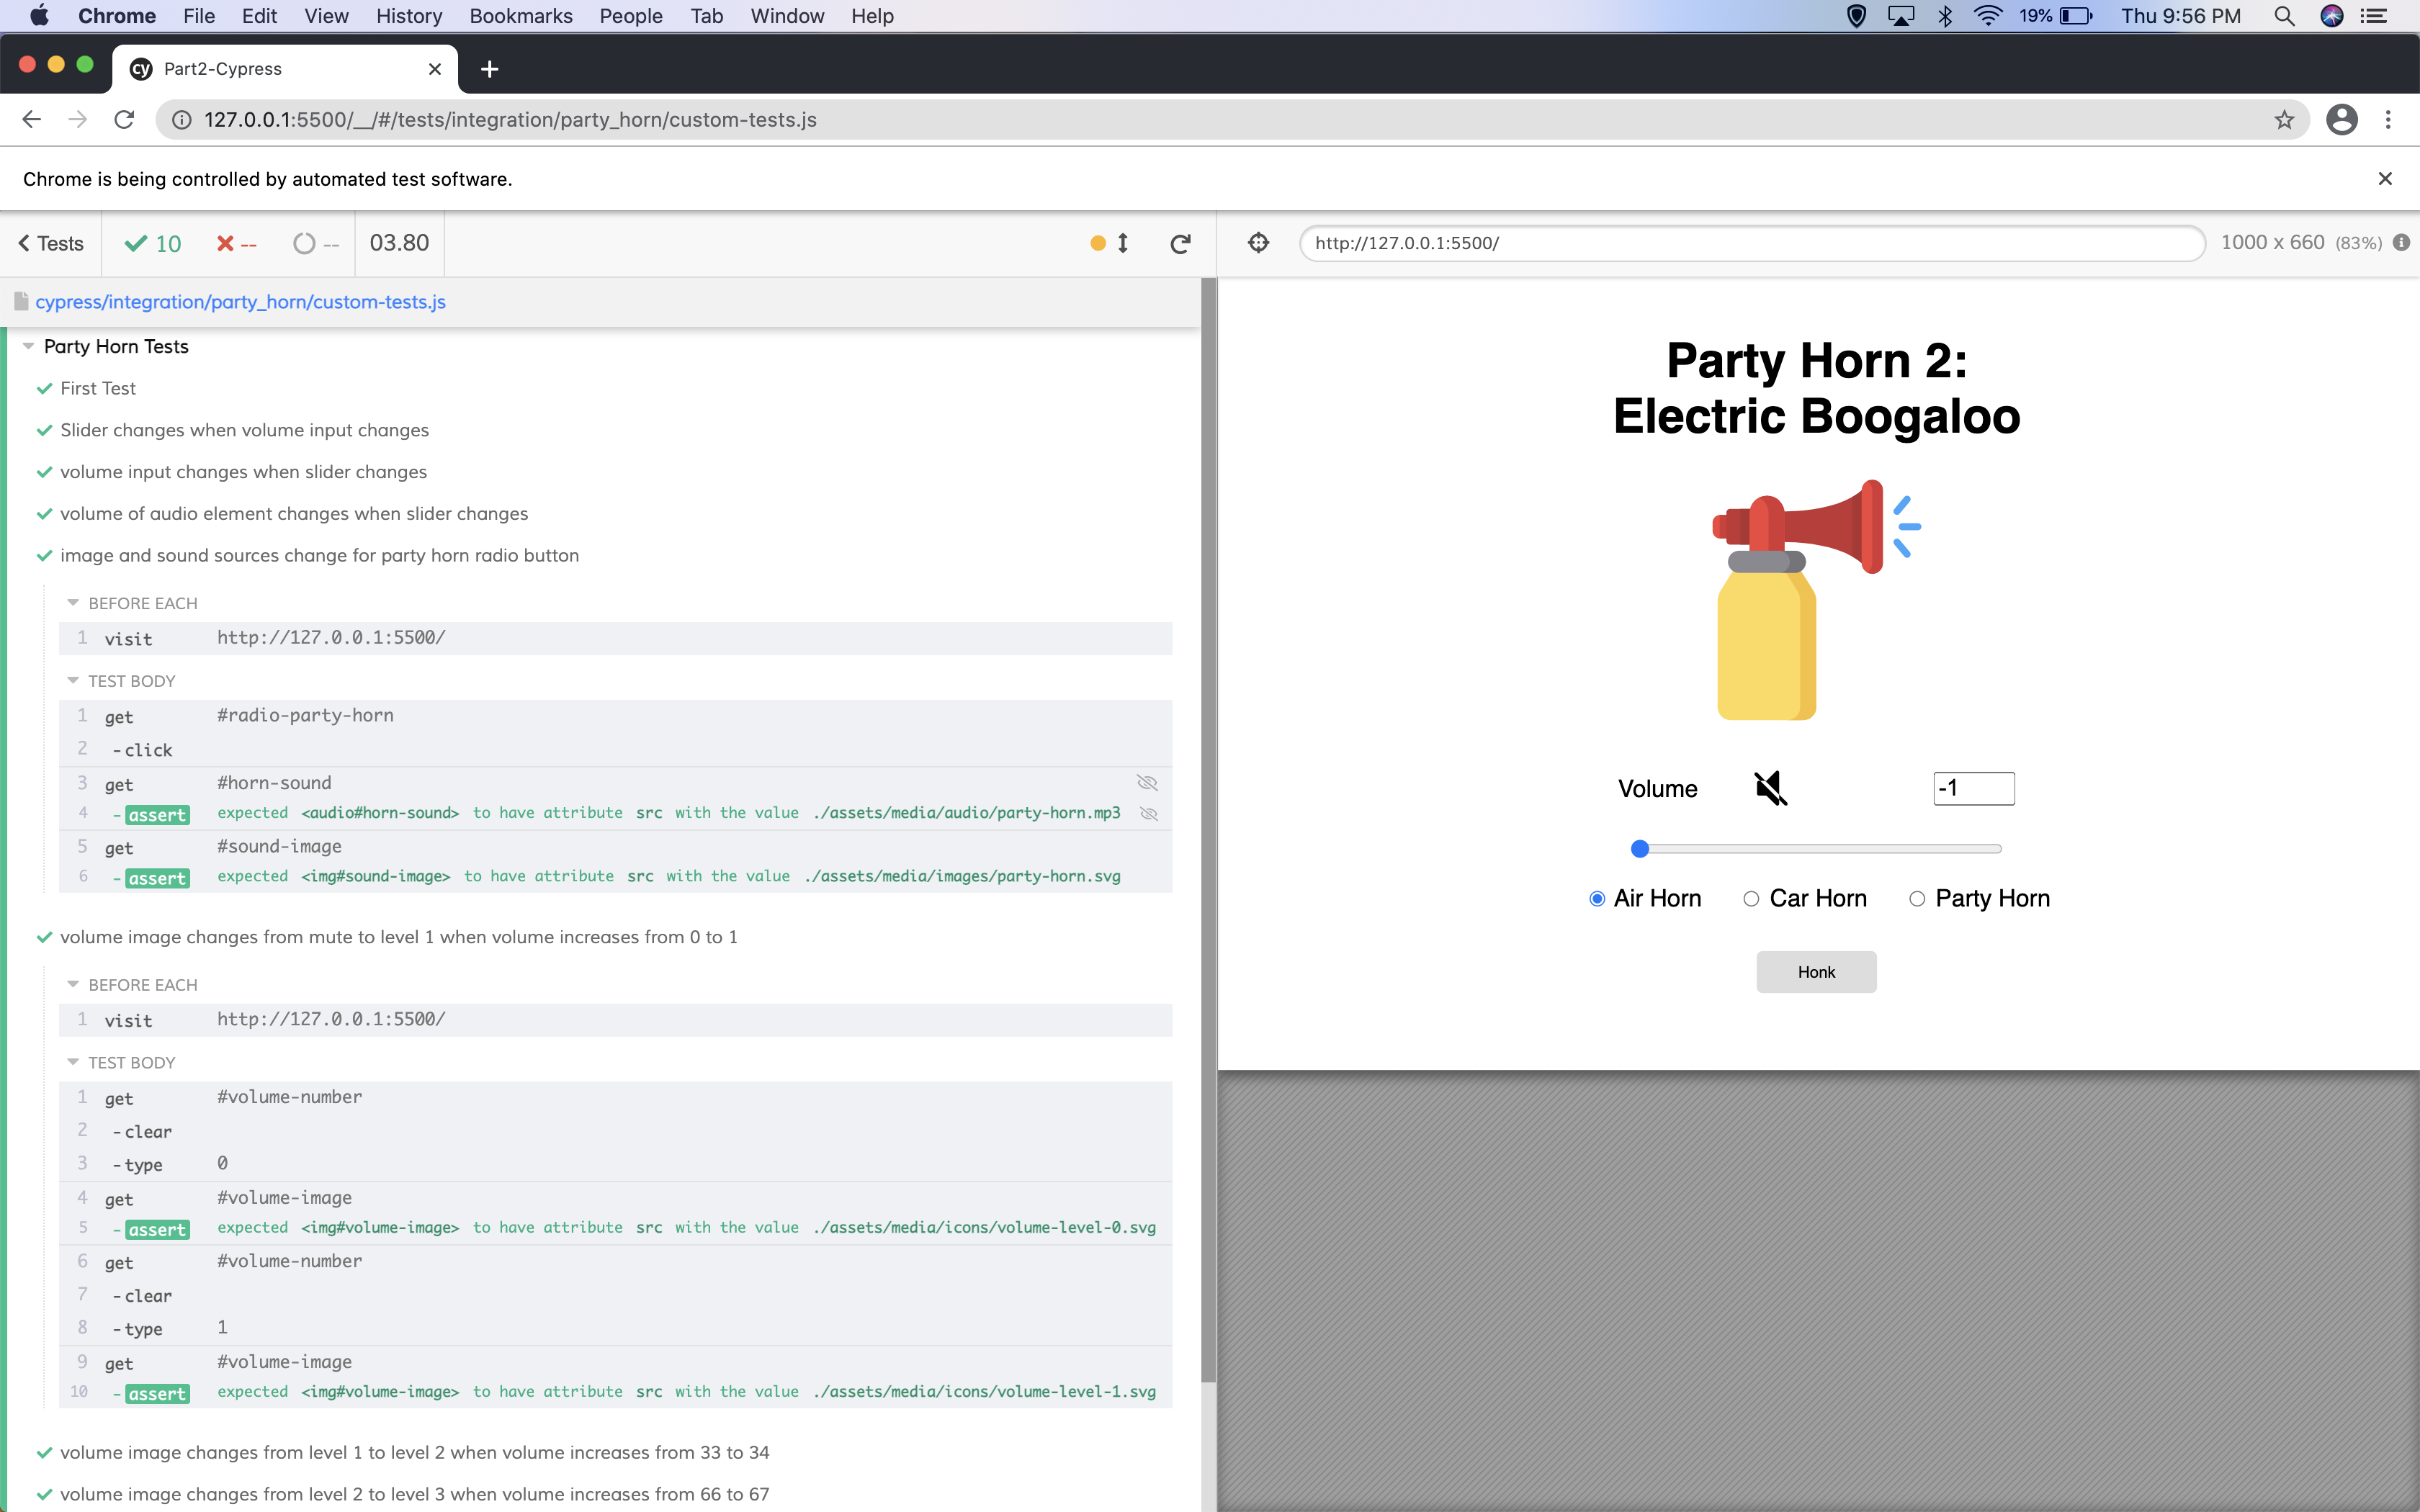 Chrome File Edit View History Bookmarks People Tab Window Help 19% Thu 9:56 PM
cy Part2-Cypress
127.0.0.1:5500/__/#/tests/integration/party_horn/custom-tests.js
Chrome is being controlled by automated test software.
Tests 10 -- -- 03.80
http://127.0.0.1:5500/ 1000 x 660 (83%)
cypress/integration/party_horn/custom-tests.js
Party Horn Tests
First Test
Slider changes when volume input changes
volume input changes when slider changes
volume of audio element changes when slider changes
image and sound sources change for party horn radio button
BEFORE EACH
1 visit http://127.0.0.1:5500/
TEST BODY
1 get #radio-party-horn
2 -click
3 get #horn-sound
4 -assert expected <audio#horn-sound> to have attribute src with the value ./assets/media/audio/party-horn.mp3
5 get #sound-image
6 -assert expected <img#sound-image> to have attribute src with the value ./assets/media/images/party-horn.svg
volume image changes from mute to level 1 when volume increases from 0 to 1
BEFORE EACH
1 visit http://127.0.0.1:5500/
TEST BODY
1 get #volume-number
2 -clear
3 -type 0
4 get #volume-image
5 -assert expected <img#volume-image> to have attribute src with the value ./assets/media/icons/volume-level-0.svg
6 get #volume-number
7 -clear
8 -type 1
9 get #volume-image
10 -assert expected <img#volume-image> to have attribute src with the value ./assets/media/icons/volume-level-1.svg
volume image changes from level 1 to level 2 when volume increases from 33 to 34
volume image changes from level 2 to level 3 when volume increases from 66 to 67
Party Horn 2:
Electric Boogaloo
Volume -1
Air Horn Car Horn Party Horn
Honk